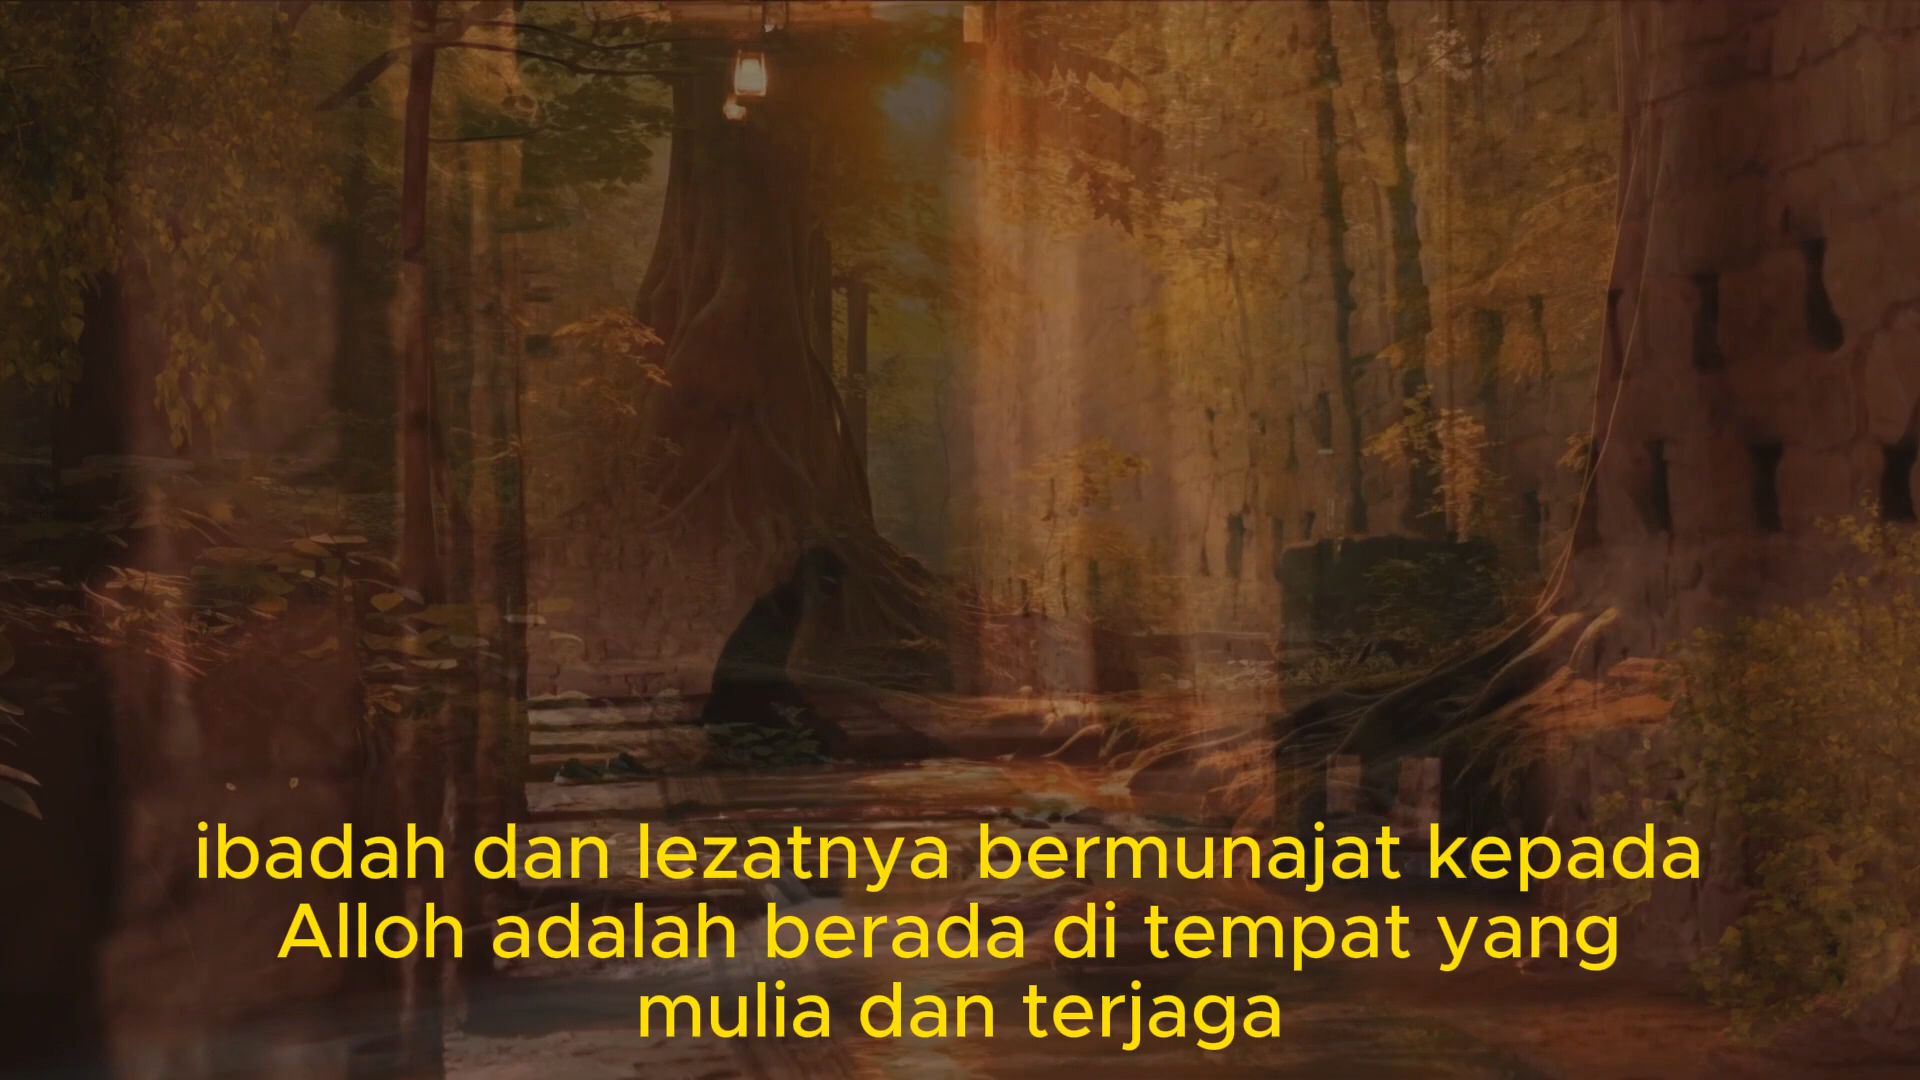 ibadah dan lezatnya bermunajat kepada
Alloh adalah berada di tempat yang
mulia dan terjaga